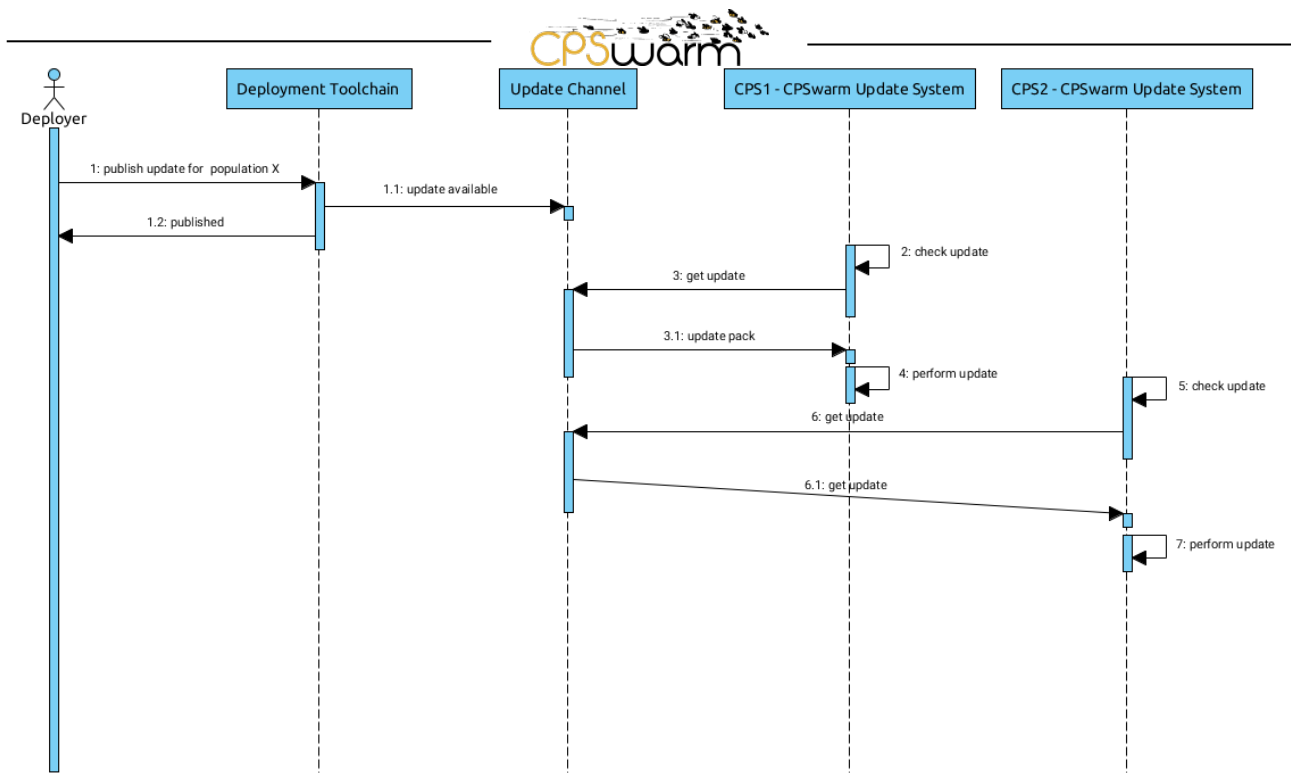 CPSwarm
Deployer
Deployment Toolchain
Update Channel
CPS1 - CPSwarm Update System
CPS2 - CPSwarm Update System
1: publish update for population X
1.1: update available
1.2: published
2: check update
3: get update
3.1: update pack
4: perform update
5: check update
6: get update
6.1: get update
7: perform update